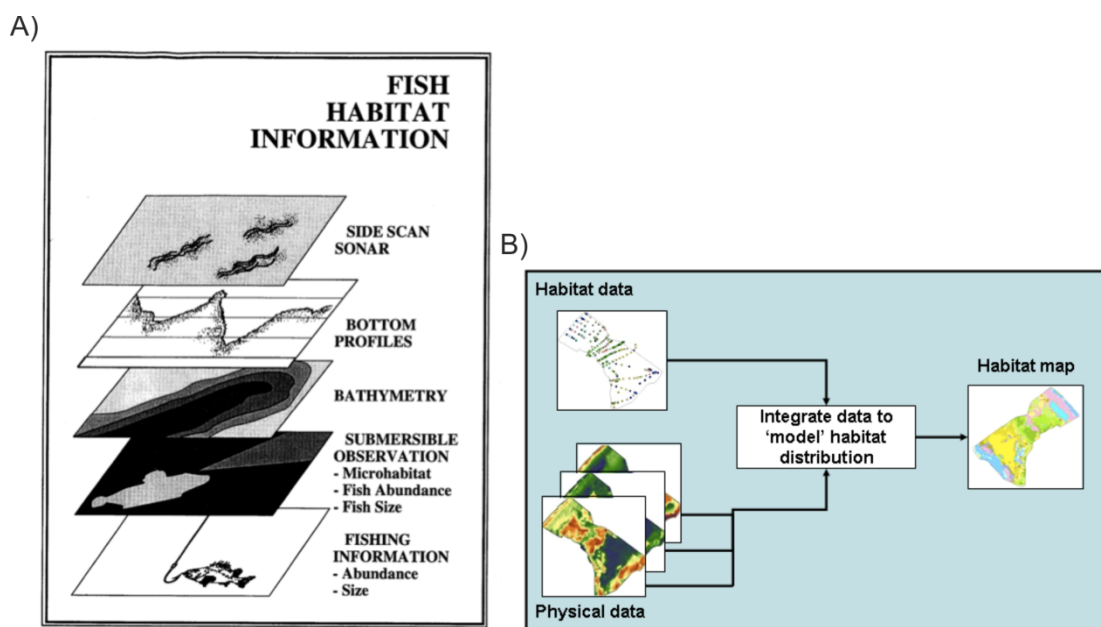 A)
FISH
HABITAT
INFORMATION
SIDE SCAN
SONAR
BOTTOM
PROFILES
BATHYMETRY
SUBMERSIBLE
OBSERVATION
- Microhabitat
- Fish Abundance
- Fish Size
FISHING
INFORMATION
- Abundance
- Size
B)
Habitat data
Habitat map
Integrate data to
‘model’ habitat
distribution
Physical data